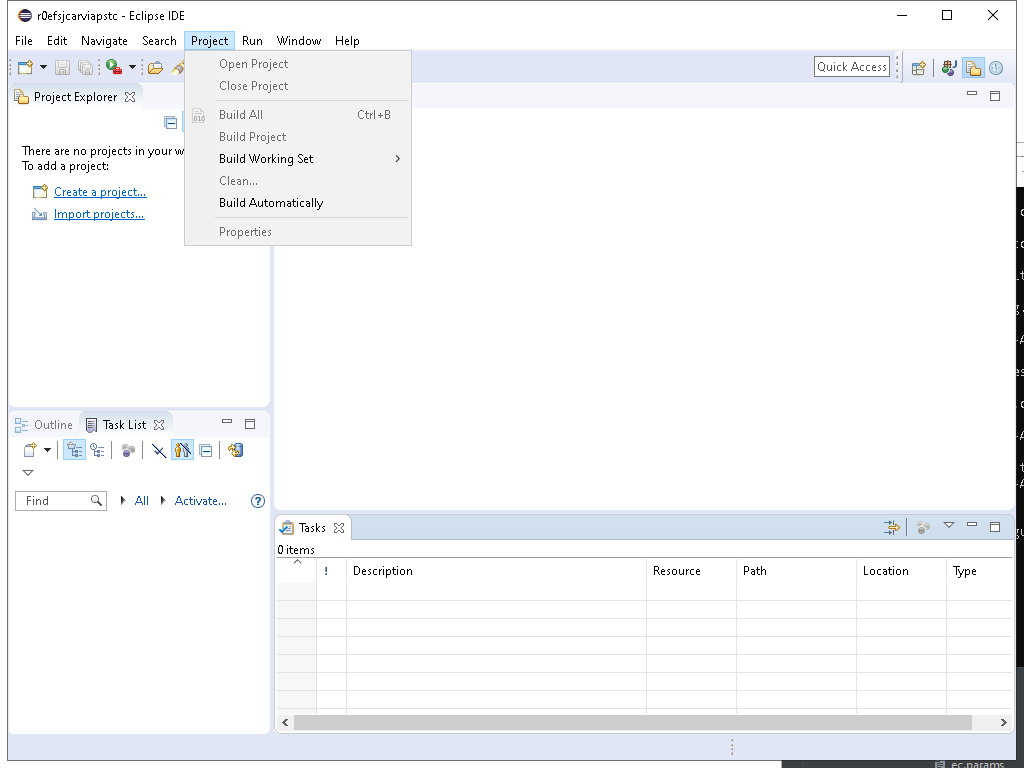 r0efsjcarviapstc - Eclipse IDE
File Edit Navigate Search Project Run Window Help
Quick Access
Open Project
Close Project
Build All Ctrl+B
Build Project
Build Working Set
Clean...
Build Automatically
Properties
Project Explorer
There are no projects in your w
To add a project:
Create a project...
Import projects...
Outline Task List
Find All Activate...
Tasks
0 items
! Description Resource Path Location Type
ec.params